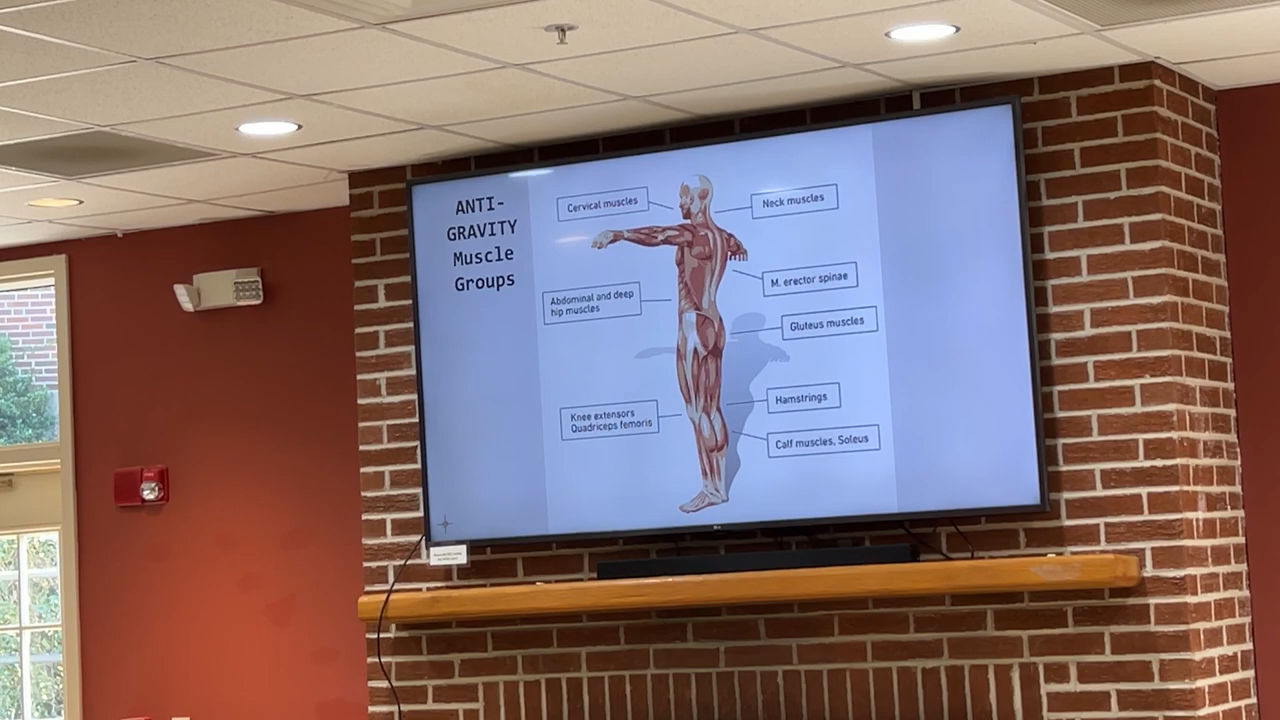 ANTI-
GRAVITY
Muscle
Groups
Cervical muscles
Neck muscles
M. erector spinae
Abdominal and deep
hip muscles
Gluteus muscles
Hamstrings
Knee extensors
Quadriceps femoris
Calf muscles, Soleus
LG